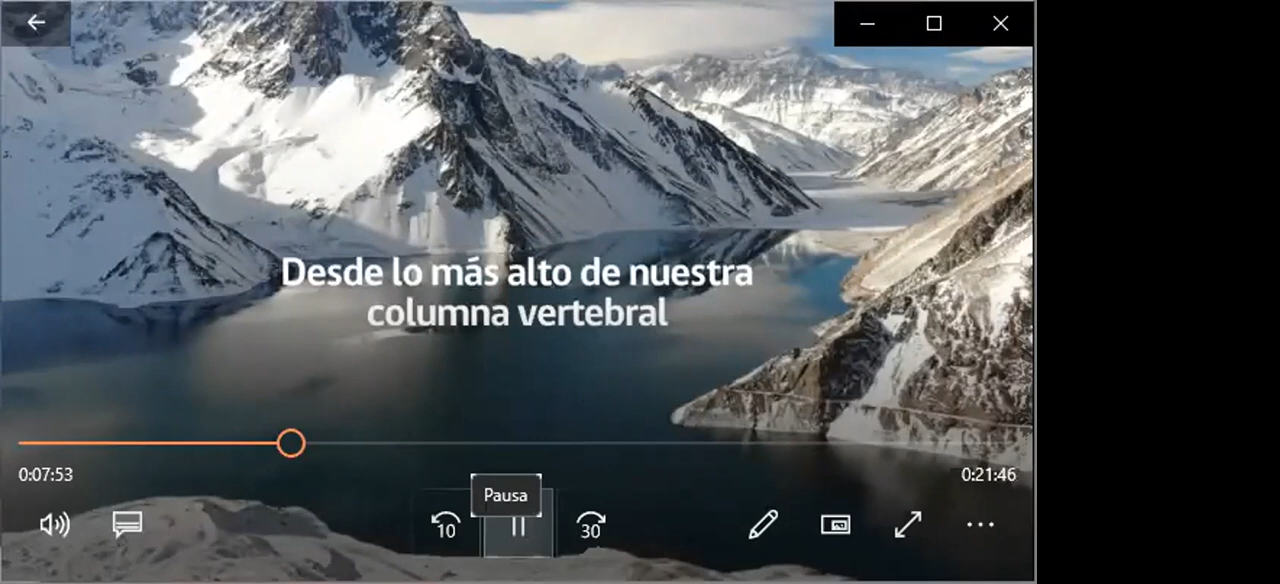 Desde lo más alto de nuestra
columna vertebral
0:07:53
0:21:46
Pausa
10
30